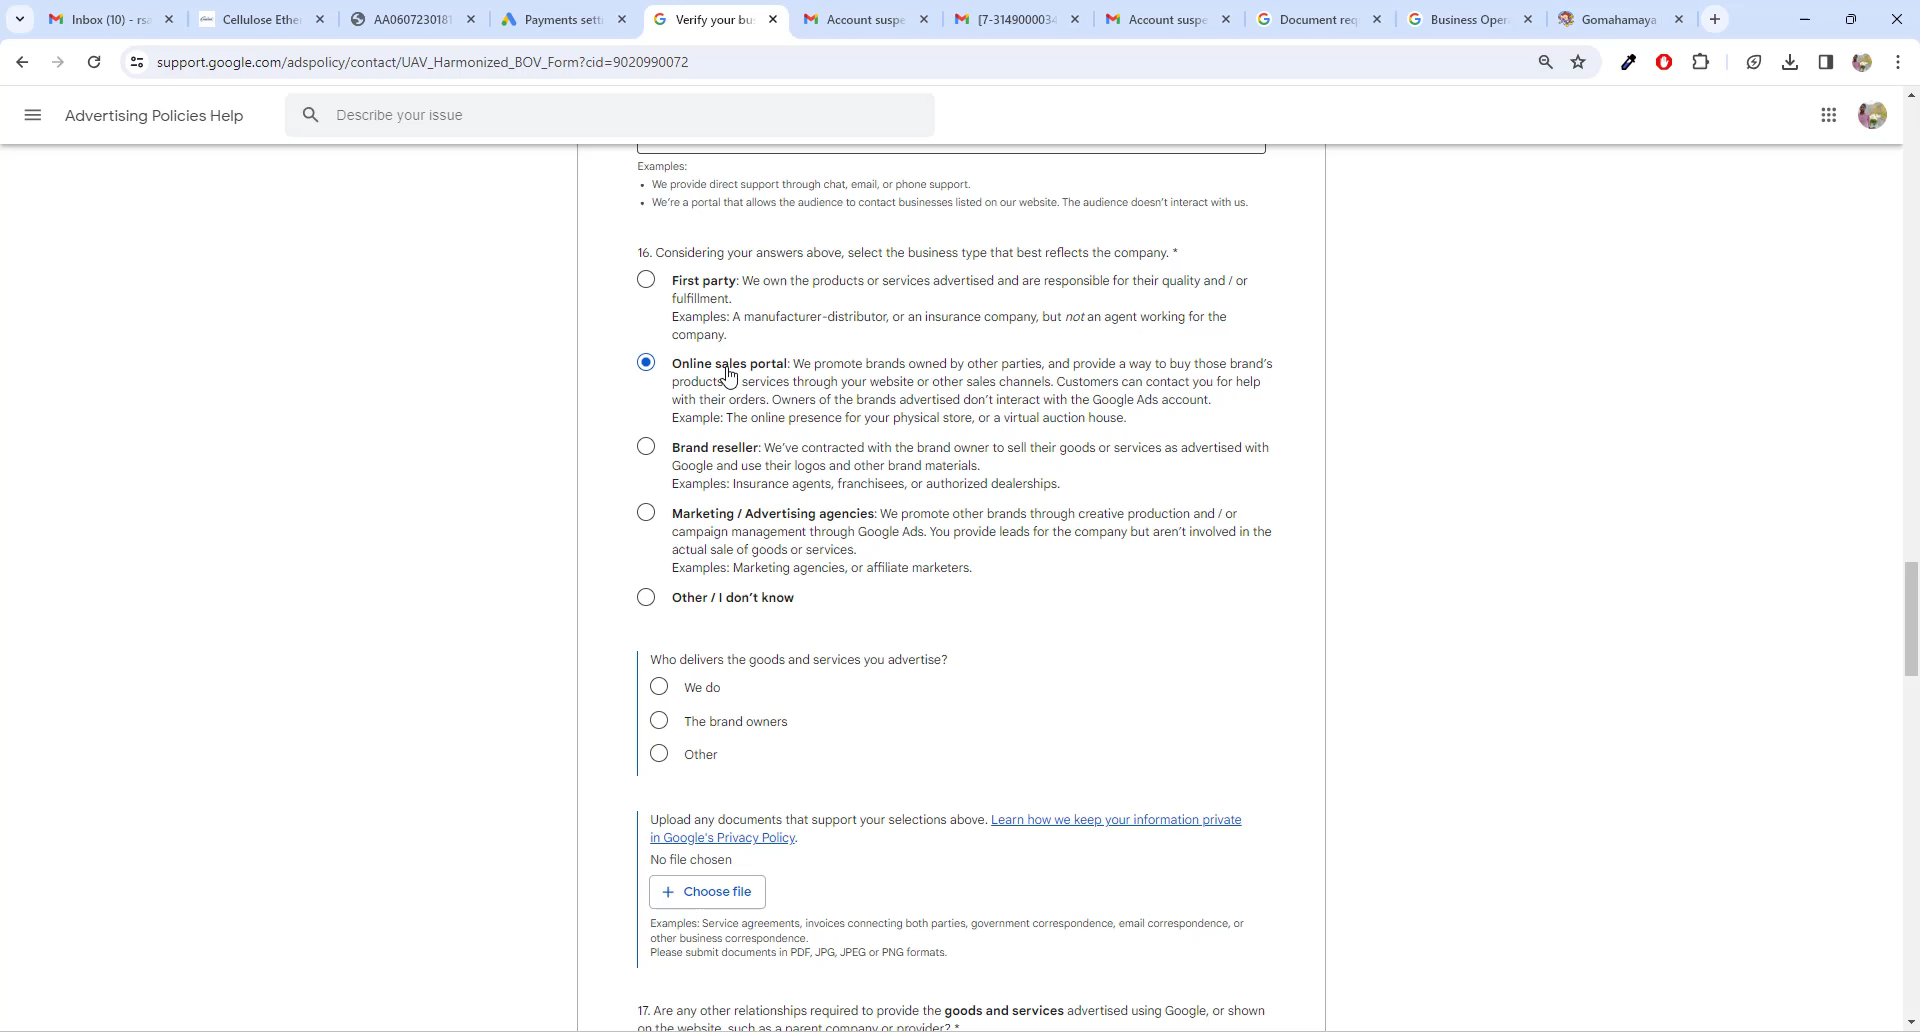 Inbox (10) - rsa
Cellulose Ethe
AA0607230181
Payments sett
Verify your bu
Account suspe
[7-3149000034
Account suspe
Document req
Business Oper
Gomahamaya
support.google.com/adspolicy/contact/UAV_Harmonized_BOV_Form?cid=9020990072
Advertising Policies Help
Describe your issue
Examples:
• We provide direct support through chat, email, or phone support.
• We're a portal that allows the audience to contact businesses listed on our website. The audience doesn't interact with us.
16. Considering your answers above, select the business type that best reflects the company. *
First party: We own the products or services advertised and are responsible for their quality and / or
fulfillment.
Examples: A manufacturer-distributor, or an insurance company, but not an agent working for the
company.
Online sales portal: We promote brands owned by other parties, and provide a way to buy those brand's
products services through your website or other sales channels. Customers can contact you for help
with their orders. Owners of the brands advertised don't interact with the Google Ads account.
Example: The online presence for your physical store, or a virtual auction house.
Brand reseller: We've contracted with the brand owner to sell their goods or services as advertised with
Google and use their logos and other brand materials.
Examples: Insurance agents, franchisees, or authorized dealerships.
Marketing / Advertising agencies: We promote other brands through creative production and / or
campaign management through Google Ads. You provide leads for the company but aren't involved in the
actual sale of goods or services.
Examples: Marketing agencies, or affiliate marketers.
Other / I don't know
Who delivers the goods and services you advertise?
We do
The brand owners
Other
Upload any documents that support your selections above. Learn how we keep your information private
in Google's Privacy Policy.
No file chosen
+ Choose file
Examples: Service agreements, invoices connecting both parties, government correspondence, email correspondence, or
other business correspondence.
Please submit documents in PDF, JPG, JPEG or PNG formats.
17. Are any other relationships required to provide the goods and services advertised using Google, or shown
on the website, such as a parent company or provider? *